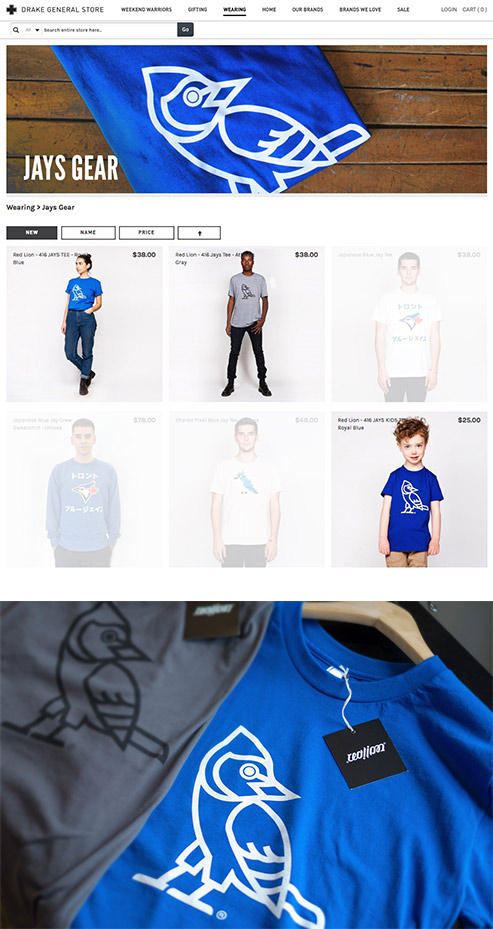 DRAKE GENERAL STORE
WEEKEND WARRIORS GIFTING WEARING HOME OUR BRANDS BRANDS WE LOVE SALE
LOGIN CART ( 0 )
All Search entire store here... Go
JAYS GEAR
Wearing > Jays Gear
NEW NAME PRICE
Red Lion - 416 JAYS TEE - $38.00
Blue
Red Lion - 416 Jays Tee - $38.00
Gray
Japanese Blue Jay Tee $38.00
トロント
ブルージェイズ
Japanese Blue Jay Crew $78.00
Sweatshirt - Unisex
トロント
ブルージェイズ
Shared Pixel Blue Jay Tee $48.00
Red Lion - 416 JAYS KIDS $25.00
Royal Blue
redlion
®